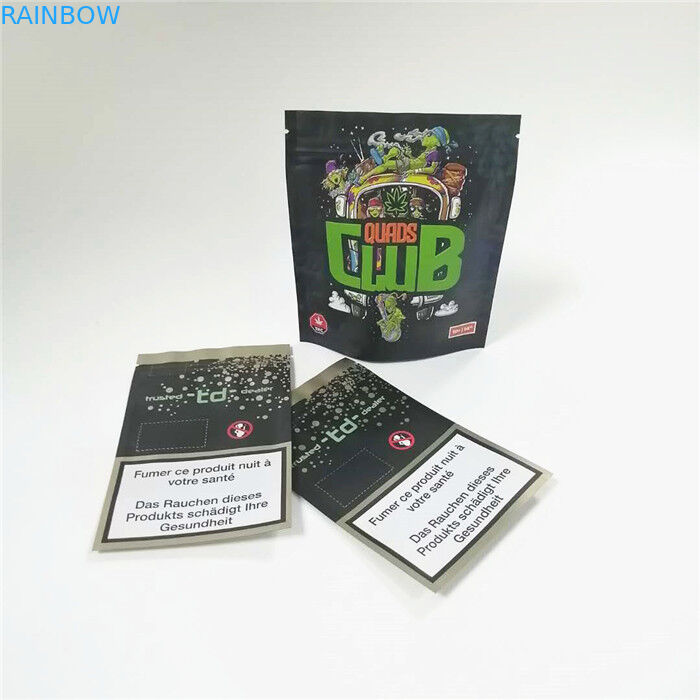 RAINBOW
QUADS
CLUB
trusted -td- dealer
Fumer ce produit nuit à
votre santé
Das Rauchen dieses
Produkts schädigt Ihre
Gesundheit
trusted -td- dealer
Fumer ce produit nuit à
votre santé
Das Rauchen dieses
Produkts schädigt Ihre
Gesundheit